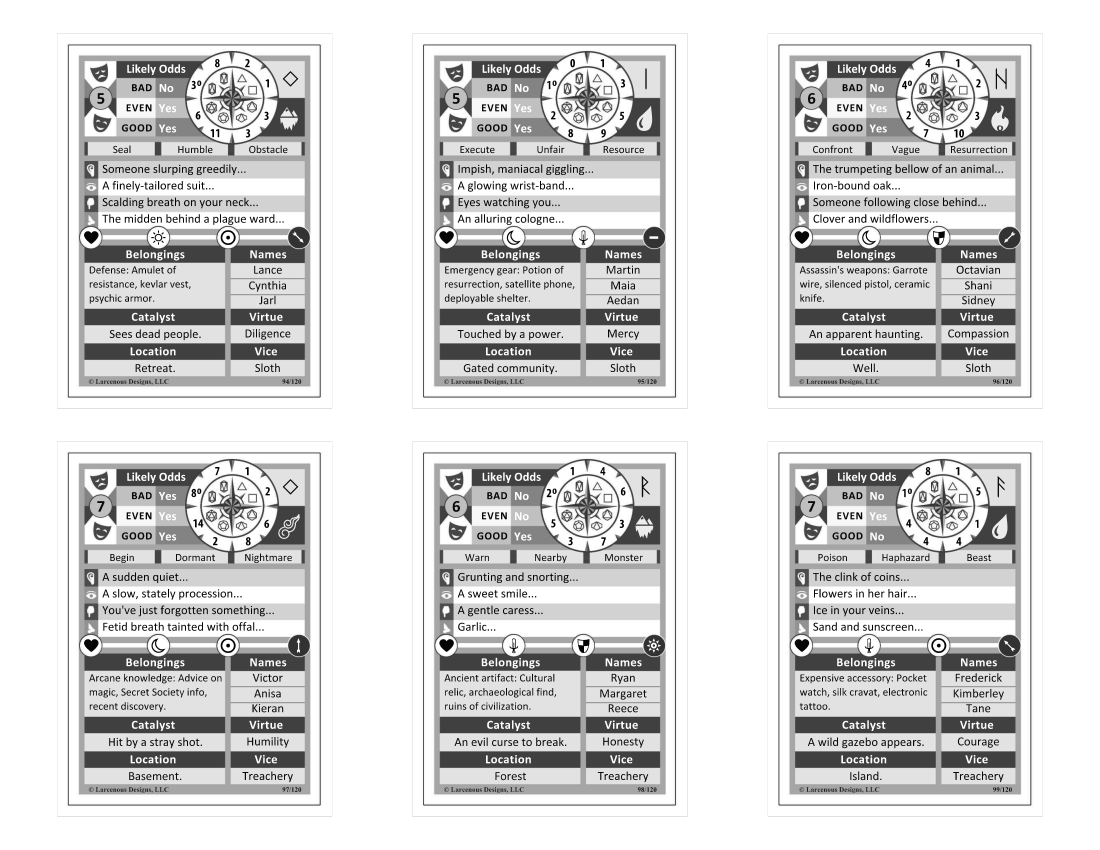 8 2
Likely Odds
BAD No 3º 1
5 EVEN Yes 6 3
GOOD Yes 11 3
Seal Humble Obstacle
Someone slurping greedily...
A finely-tailored suit...
Scalding breath on your neck...
The midden behind a plague ward...
Belongings Names
Defense: Amulet of Lance
resistance, kevlar vest, Cynthia
psychic armor. Jarl
Catalyst Virtue
Sees dead people. Diligence
Location Vice
Retreat. Sloth
© Larcenous Designs, LLC 94/120
0 1
Likely Odds
BAD No 1º 3
5 EVEN Yes 2 5
GOOD Yes 8 9
Execute Unfair Resource
Impish, maniacal giggling...
A glowing wrist-band...
Eyes watching you...
An alluring cologne...
Belongings Names
Emergency gear: Potion of Martin
resurrection, satellite phone, Maia
deployable shelter. Aedan
Catalyst Virtue
Touched by a power. Mercy
Location Vice
Gated community. Sloth
© Larcenous Designs, LLC 95/120
4 1
Likely Odds
BAD No 4º 2
6 EVEN Yes 2 3
GOOD Yes 7 10
Confront Vague Resurrection
The trumpeting bellow of an animal...
Iron-bound oak...
Someone following close behind...
Clover and wildflowers...
Belongings Names
Assassin's weapons: Garrote Octavian
wire, silenced pistol, ceramic Shani
knife. Sidney
Catalyst Virtue
An apparent haunting. Compassion
Location Vice
Well. Sloth
© Larcenous Designs, LLC 96/120
7 1
Likely Odds
BAD Yes 8º 2
7 EVEN Yes 14 6
GOOD Yes 2 8
Begin Dormant Nightmare
A sudden quiet...
A slow, stately procession...
You've just forgotten something...
Fetid breath tainted with offal...
Belongings Names
Arcane knowledge: Advice on Victor
magic, Secret Society info, Anisa
recent discovery. Kieran
Catalyst Virtue
Hit by a stray shot. Humility
Location Vice
Basement. Treachery
© Larcenous Designs, LLC 97/120
1 4
Likely Odds
BAD No 2º 6
6 EVEN No 5 3
GOOD Yes 3 7
Warn Nearby Monster
Grunting and snorting...
A sweet smile...
A gentle caress...
Garlic...
Belongings Names
Ancient artifact: Cultural Ryan
relic, archaeological find, Margaret
ruins of civilization. Reece
Catalyst Virtue
An evil curse to break. Honesty
Location Vice
Forest Treachery
© Larcenous Designs, LLC 98/120
8 1
Likely Odds
BAD No 1º 5
7 EVEN No 4 1
GOOD No 4 4
Poison Haphazard Beast
The clink of coins...
Flowers in her hair...
Ice in your veins...
Sand and sunscreen...
Belongings Names
Expensive accessory: Pocket Frederick
watch, silk cravat, electronic Kimberley
tattoo. Tane
Catalyst Virtue
A wild gazebo appears. Courage
Location Vice
Island. Treachery
© Larcenous Designs, LLC 99/120